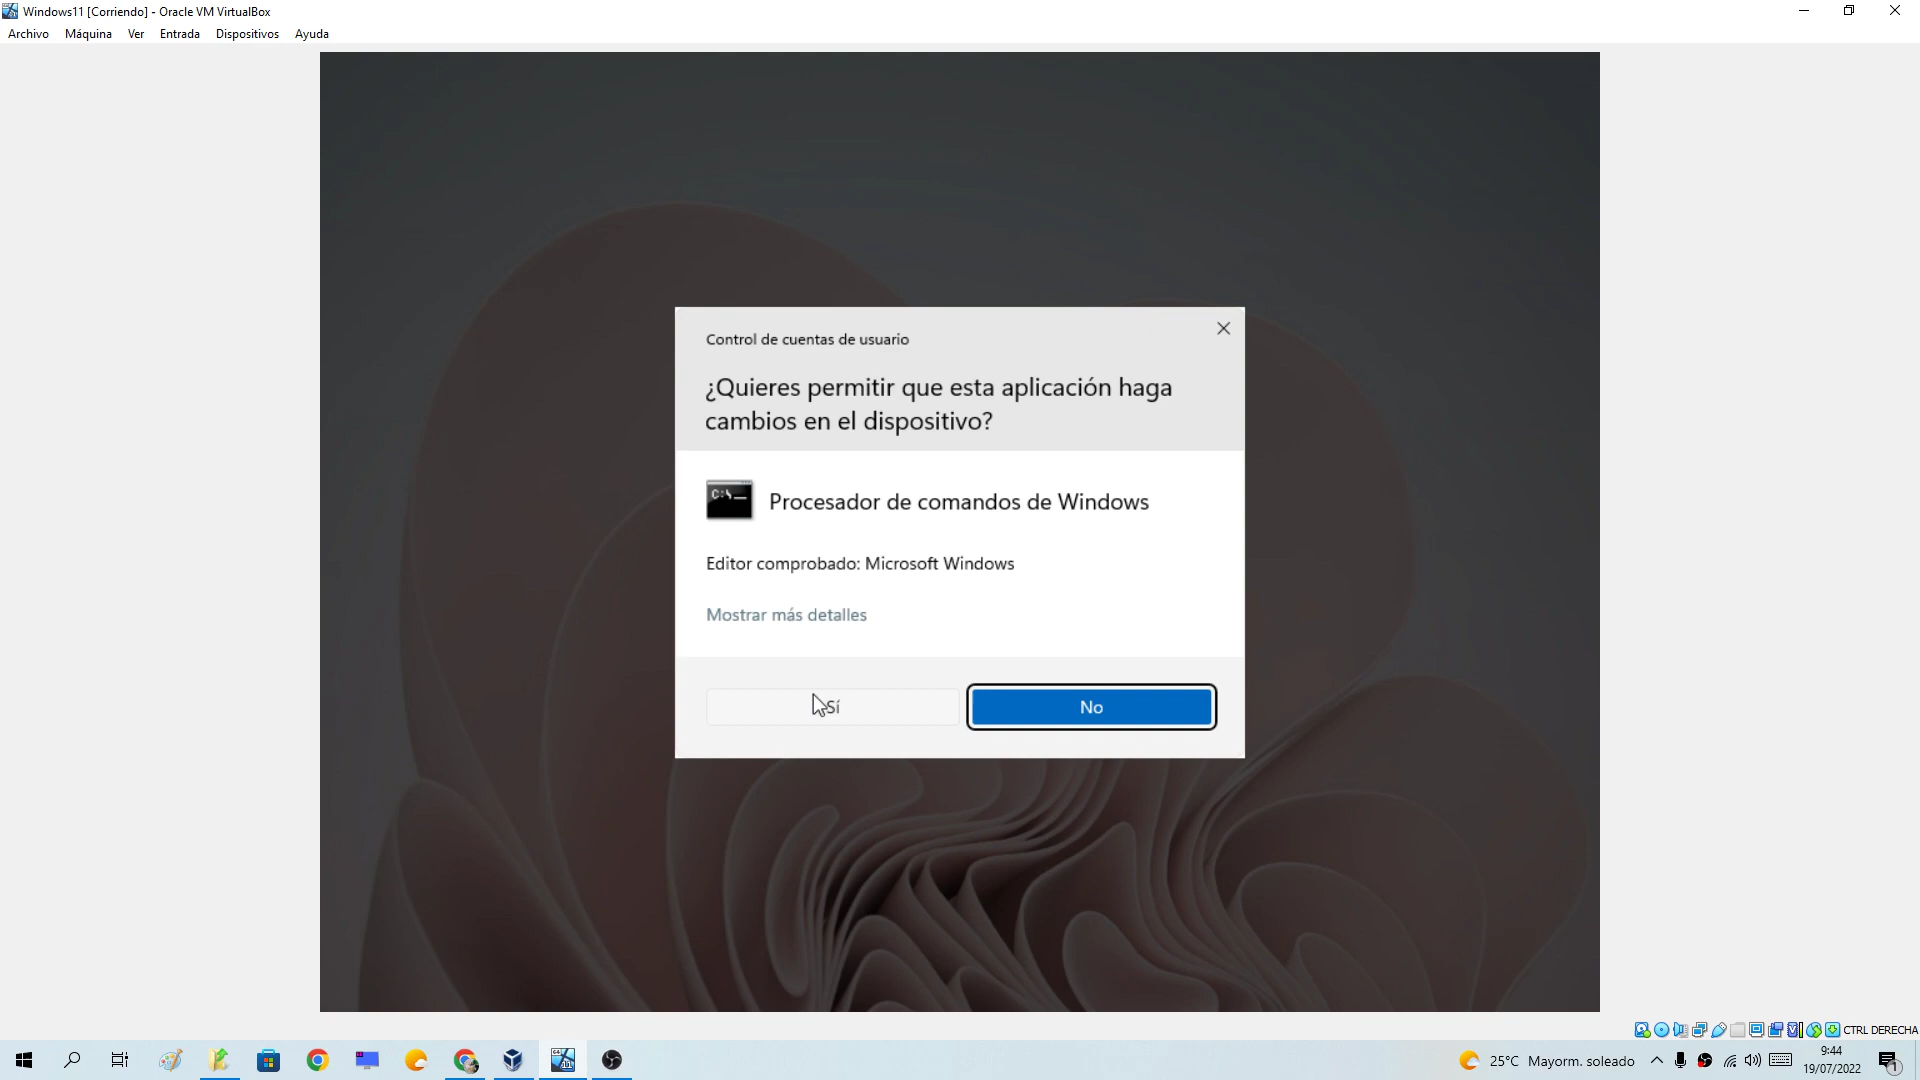 Windows11 [Corriendo] - Oracle VM VirtualBox
Archivo Máquina Ver Entrada Dispositivos Ayuda
Control de cuentas de usuario
¿Quieres permitir que esta aplicación haga
cambios en el dispositivo?
C:\_
Procesador de comandos de Windows
Editor comprobado: Microsoft Windows
Mostrar más detalles
Sí
No
CTRL DERECHA
25°C Mayorm. soleado
9:44
19/07/2022
1